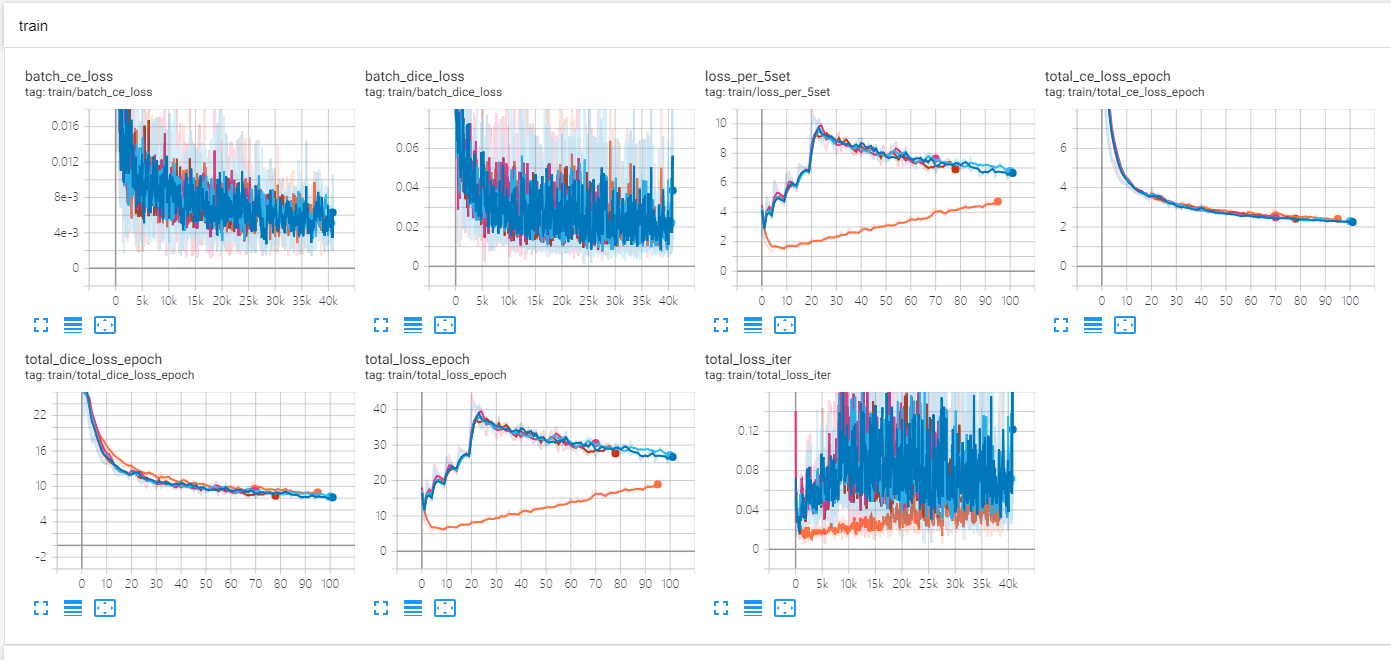 train
batch_ce_loss
tag: train/batch_ce_loss
0.016
0.012
8e-3
4e-3
0
0 5k 10k 15k 20k 25k 30k 35k 40k
batch_dice_loss
tag: train/batch_dice_loss
0.06
0.04
0.02
0
0 5k 10k 15k 20k 25k 30k 35k 40k
loss_per_5set
tag: train/loss_per_5set
10
8
6
4
2
0
0 10 20 30 40 50 60 70 80 90 100
total_ce_loss_epoch
tag: train/total_ce_loss_epoch
6
4
2
0
0 10 20 30 40 50 60 70 80 90 100
total_dice_loss_epoch
tag: train/total_dice_loss_epoch
22
16
10
4
-2
0 10 20 30 40 50 60 70 80 90 100
total_loss_epoch
tag: train/total_loss_epoch
40
30
20
10
0
0 10 20 30 40 50 60 70 80 90 100
total_loss_iter
tag: train/total_loss_iter
0.12
0.08
0.04
0
0 5k 10k 15k 20k 25k 30k 35k 40k